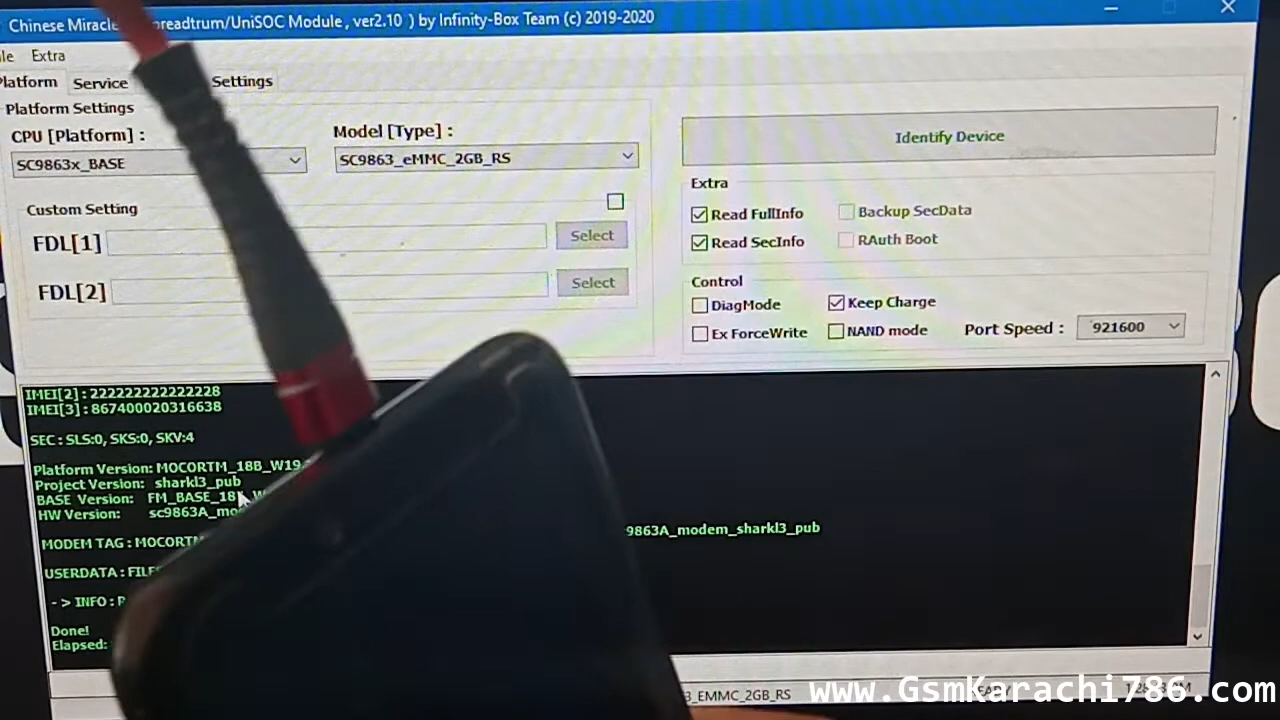 Chinese Miracle readtrum/UniSOC Module , ver2.10 ) by Infinity-Box Team (c) 2019-2020
le Extra
Platform Service Settings
Platform Settings
CPU [Platform] :
SC9863x_BASE
Model [Type] :
SC9863_eMMC_2GB_RS
Custom Setting
FDL[1] Select
FDL[2] Select
Identify Device
Extra
Read FullInfo Backup SecData
Read SecInfo RAuth Boot
Control
DiagMode Keep Charge
Ex ForceWrite NAND mode Port Speed : 921600
IMEI[2] : 222222222222228
IMEI[3] : 867400020316638
SEC : SLS:0, SKS:0, SKV:4
Platform Version: MOCORTM_18B_W19
Project Version: sharkl3_pub
BASE Version: FM_BASE_18
HW Version: sc9863A_mo
MODEM TAG : MOCORTM 9863A_modem_sharkl3_pub
USERDATA : FILE
- > INFO :
Done!
Elapsed:
3_EMMC_2GB_RS
www.GsmKarachi786.com